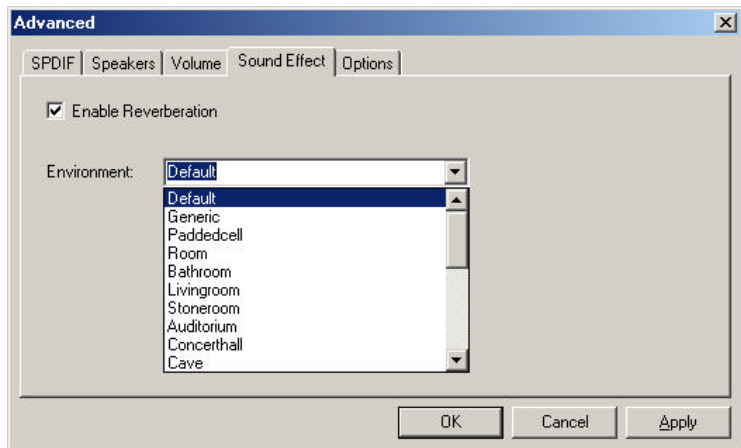 Advanced
SPDIF Speakers Volume Sound Effect Options
Enable Reverberation
Environment: Default
Default
Generic
Paddedcell
Room
Bathroom
Livingroom
Stoneroom
Auditorium
Concerthall
Cave
OK Cancel Apply